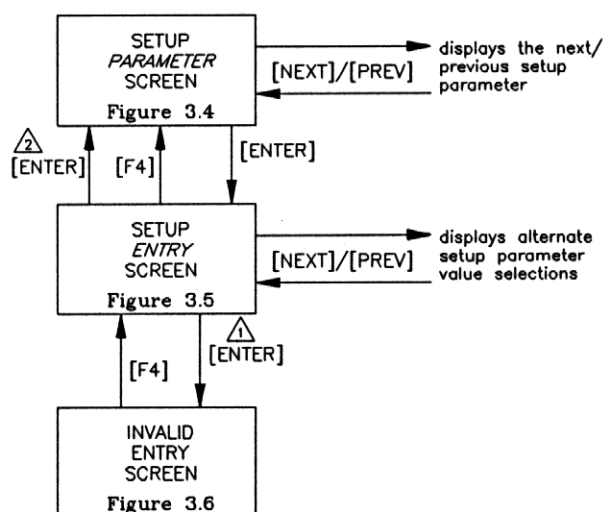 SETUP
PARAMETER
SCREEN
Figure 3.4
[NEXT]/[PREV]
displays the next/
previous setup
parameter
2
[ENTER]
[F4]
[ENTER]
SETUP
ENTRY
SCREEN
Figure 3.5
[NEXT]/[PREV]
displays alternate
setup parameter
value selections
1
[ENTER]
[F4]
INVALID
ENTRY
SCREEN
Figure 3.6